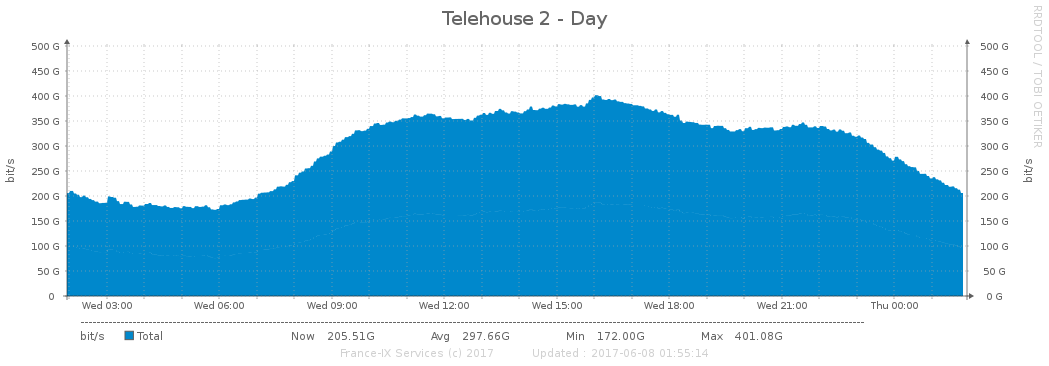 Telehouse 2 - Day
RRDTOOL / TOBI OETIKER
bit/s
bit/s
500 G 500 G
450 G 450 G
400 G 400 G
350 G 350 G
300 G 300 G
250 G 250 G
200 G 200 G
150 G 150 G
100 G 100 G
50 G 50 G
0 0 G
Wed 03:00 Wed 06:00 Wed 09:00 Wed 12:00 Wed 15:00 Wed 18:00 Wed 21:00 Thu 00:00
bit/s Total Now 205.51G Avg 297.66G Min 172.00G Max 401.08G
France-IX Services (c) 2017 Updated : 2017-06-08 01:55:14